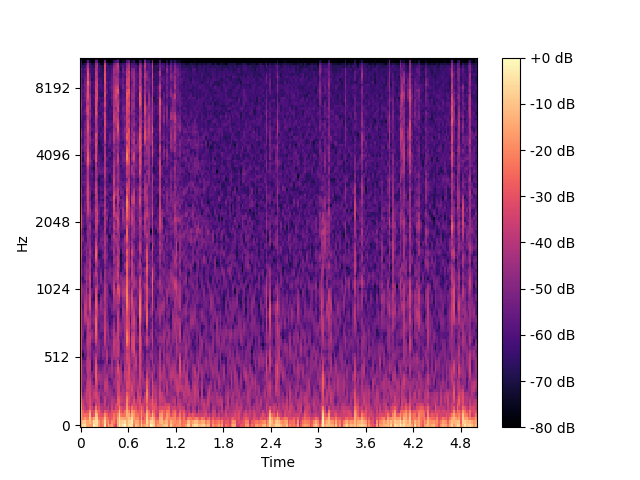 8192
4096
2048
1024
512
0
Hz
0 0.6 1.2 1.8 2.4 3 3.6 4.2 4.8
Time
+0 dB
-10 dB
-20 dB
-30 dB
-40 dB
-50 dB
-60 dB
-70 dB
-80 dB